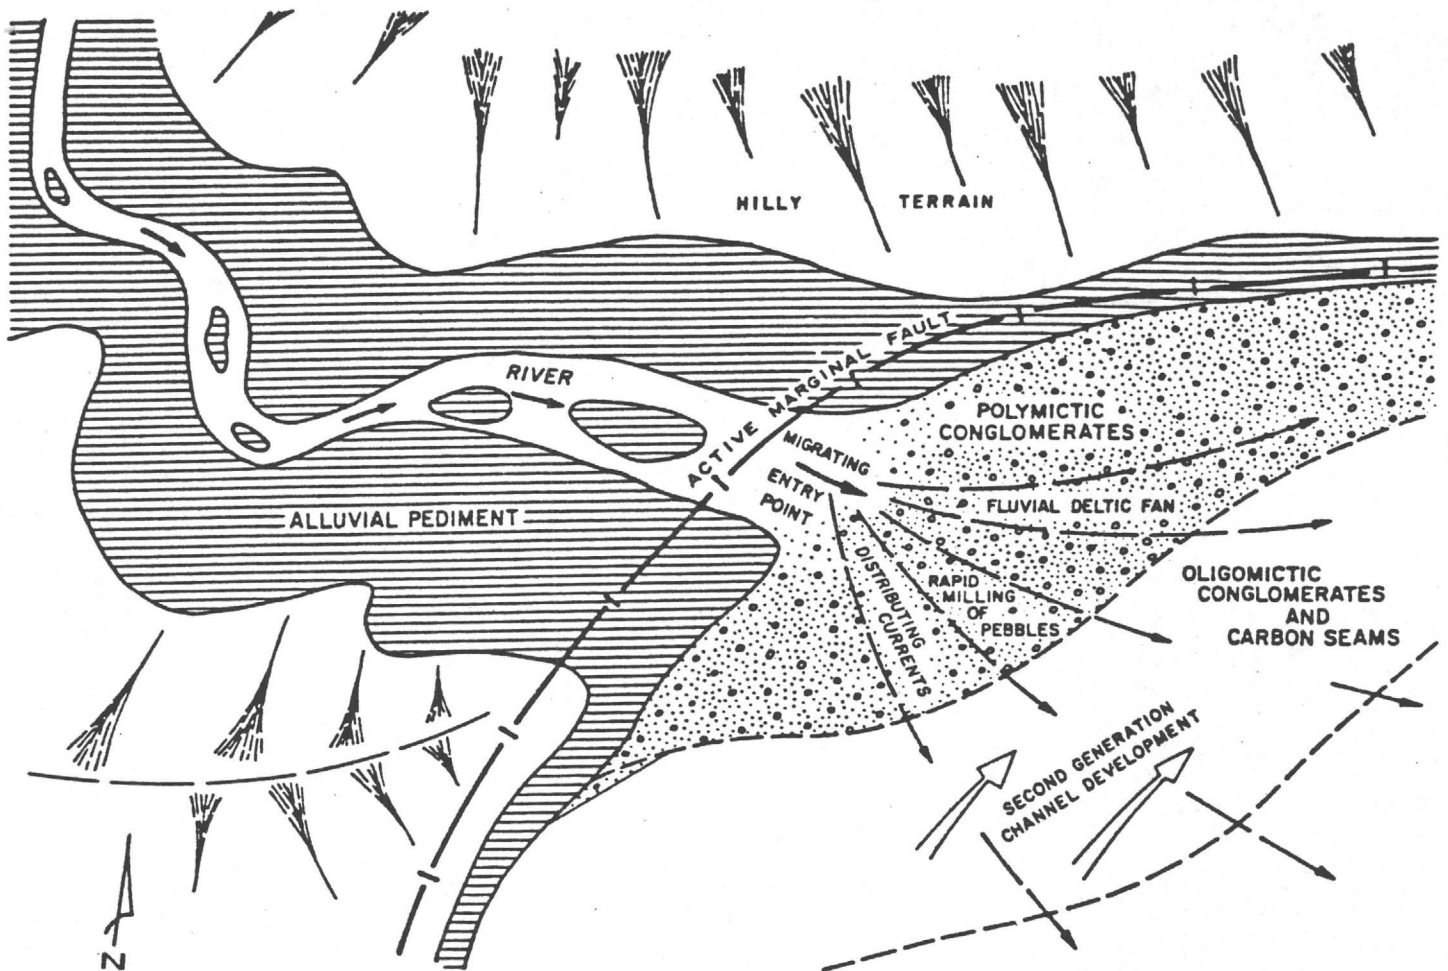 HILLY TERRAIN
RIVER
ACTIVE MARGINAL FAULT
POLYMICTIC
CONGLOMERATES
MIGRATING
ENTRY
POINT
ALLUVIAL PEDIMENT
FLUVIAL DELTIC FAN
DISTRIBUTING
CURRENTS
RAPID
MILLING
OF
PEBBLES
OLIGOMICTIC
CONGLOMERATES
AND
CARBON SEAMS
SECOND GENERATION
CHANNEL DEVELOPMENT
N